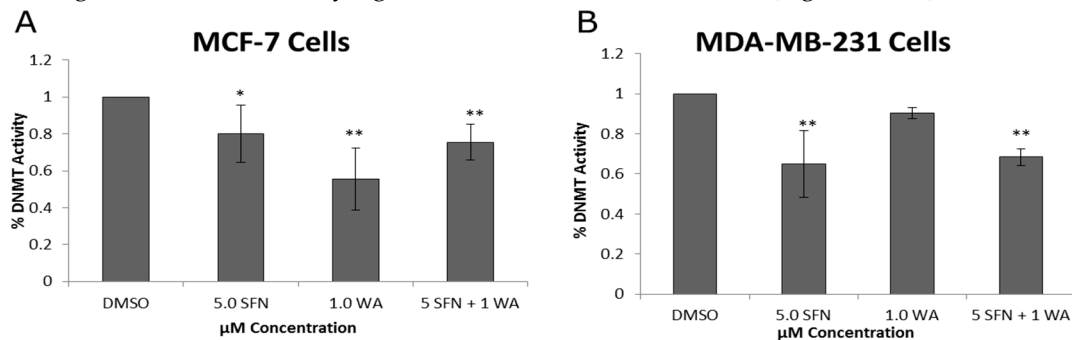 A
MCF-7 Cells
1.2
1
0.8
0.6
0.4
0.2
0
% DNMT Activity
*
**
**
DMSO
5.0 SFN
1.0 WA
5 SFN + 1 WA
µM Concentration
B
MDA-MB-231 Cells
1.2
1
0.8
0.6
0.4
0.2
0
% DNMT Activity
**
**
DMSO
5.0 SFN
1.0 WA
5 SFN + 1 WA
µM Concentration